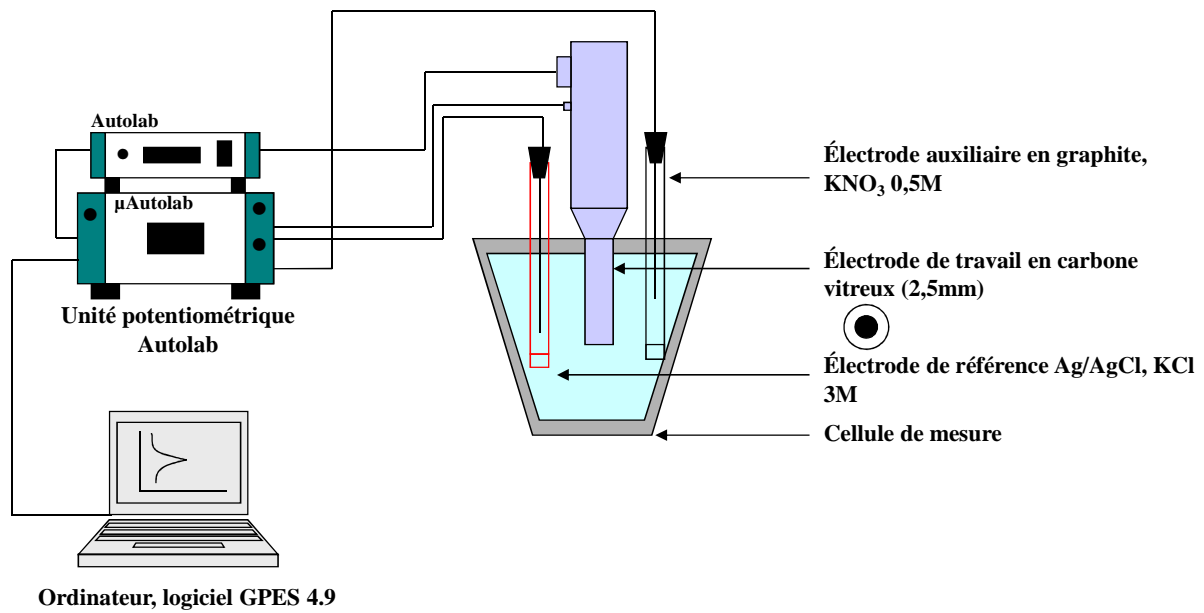 Autolab
µAutolab
Unité potentiométrique
Autolab
Ordinateur, logiciel GPES 4.9
Électrode auxiliaire en graphite,
KNO₃ 0,5M
Électrode de travail en carbone
vitreux (2,5mm)
Électrode de référence Ag/AgCl, KCl
3M
Cellule de mesure